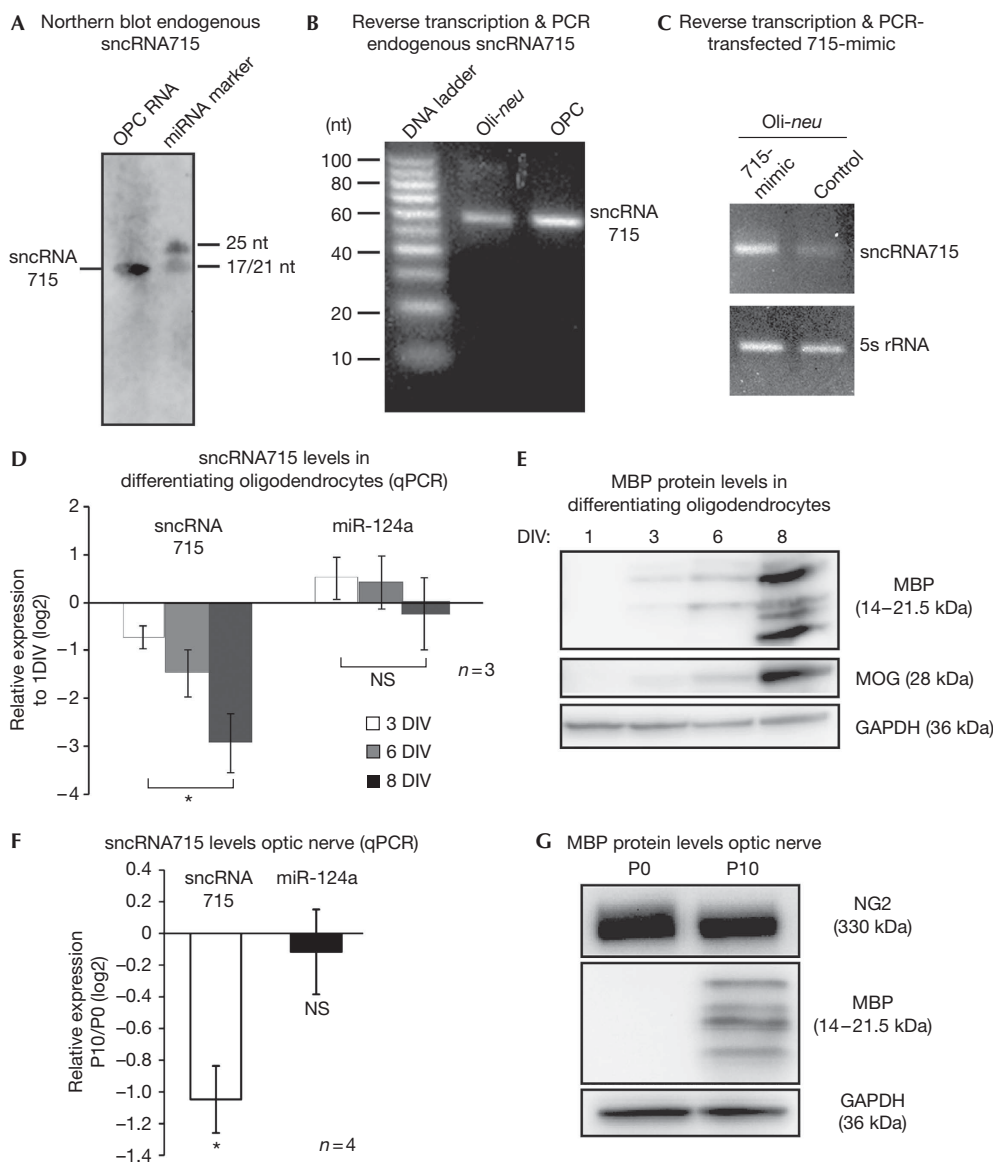 A Northern blot endogenous
sncRNA715
OPC RNA
miRNA marker
sncRNA
715
25 nt
17/21 nt
B Reverse transcription & PCR
endogenous sncRNA715
(nt)
DNA ladder
Oli-neu
OPC
100
80
60
40
20
10
sncRNA
715
C Reverse transcription & PCR-
transfected 715-mimic
Oli-neu
715-
mimic
Control
sncRNA715
5s rRNA
D sncRNA715 levels in
differentiating oligodendrocytes (qPCR)
Relative expression
to 1DIV (log2)
2
1
0
−1
−2
−3
−4
sncRNA
715
miR-124a
*
NS
n=3
3 DIV
6 DIV
8 DIV
E MBP protein levels in
differentiating oligodendrocytes
DIV: 1 3 6 8
MBP
(14–21.5 kDa)
MOG (28 kDa)
GAPDH (36 kDa)
F sncRNA715 levels optic nerve (qPCR)
Relative expression
P10/P0 (log2)
0.4
0.2
0
−0.2
−0.4
−0.6
−0.8
−1.0
−1.2
−1.4
sncRNA
715
miR-124a
NS
*
n=4
G MBP protein levels optic nerve
P0 P10
NG2
(330 kDa)
MBP
(14–21.5 kDa)
GAPDH
(36 kDa)